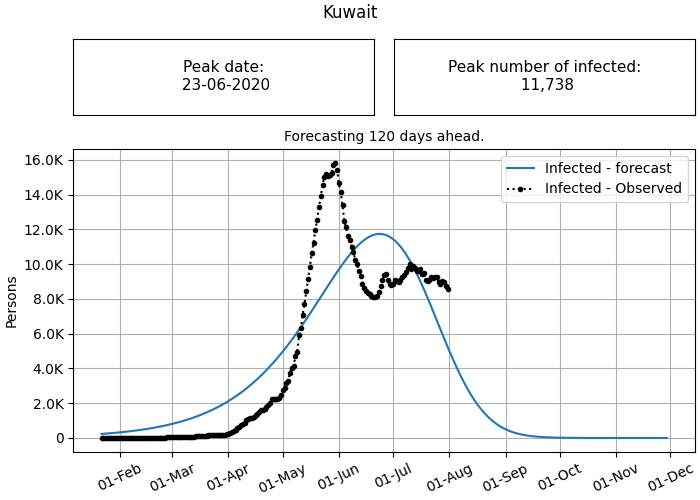 Kuwait
Peak date:
23-06-2020
Peak number of infected:
11,738
Forecasting 120 days ahead.
Infected - forecast
Infected - Observed
Persons
16.0K
14.0K
12.0K
10.0K
8.0K
6.0K
4.0K
2.0K
0
01-Feb
01-Mar
01-Apr
01-May
01-Jun
01-Jul
01-Aug
01-Sep
01-Oct
01-Nov
01-Dec